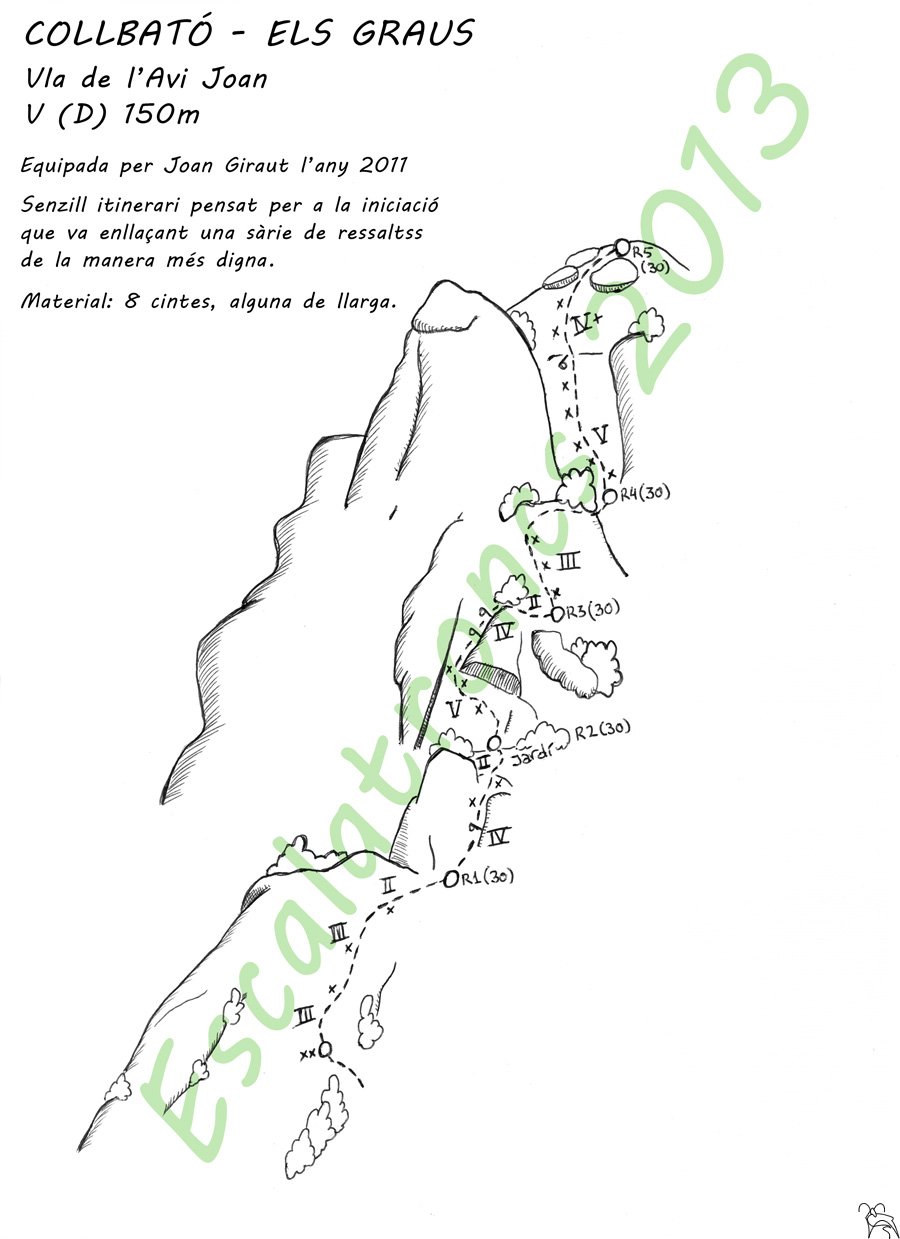 COLLBATÓ - ELS GRAUS
VIa de l'Avi Joan
V (D) 150m
Equipada per Joan Giraut l'any 2011
Senzill itinerari pensat per a la iniciació
que va enllaçant una sàrie de ressaltss
de la manera més digna.
Material: 8 cintes, alguna de llarga.
R5
(30)
IV+
V
R4(30)
III
II
R3(30)
IV
V
R2(30)
Jardí
II
IV
R1(30)
II
III
III
xx
Escalatroncs 2013